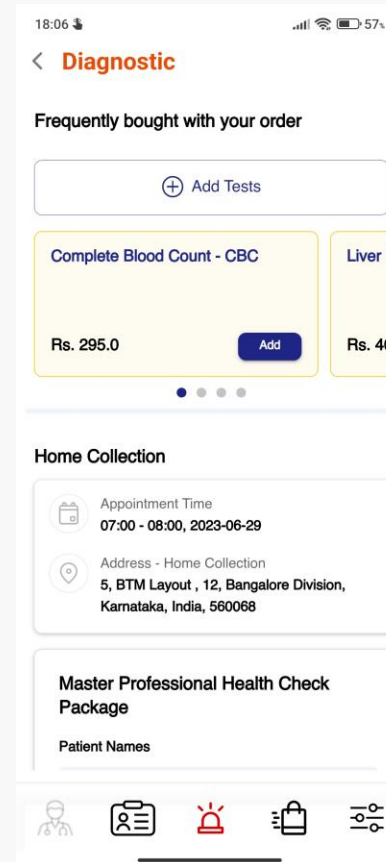 18:06
57%
Diagnostic
Frequently bought with your order
Add Tests
Complete Blood Count - CBC
Liver
Rs. 295.0
Add
Rs. 4
Home Collection
Appointment Time
07:00 - 08:00, 2023-06-29
Address - Home Collection
5, BTM Layout , 12, Bangalore Division,
Karnataka, India, 560068
Master Professional Health Check
Package
Patient Names